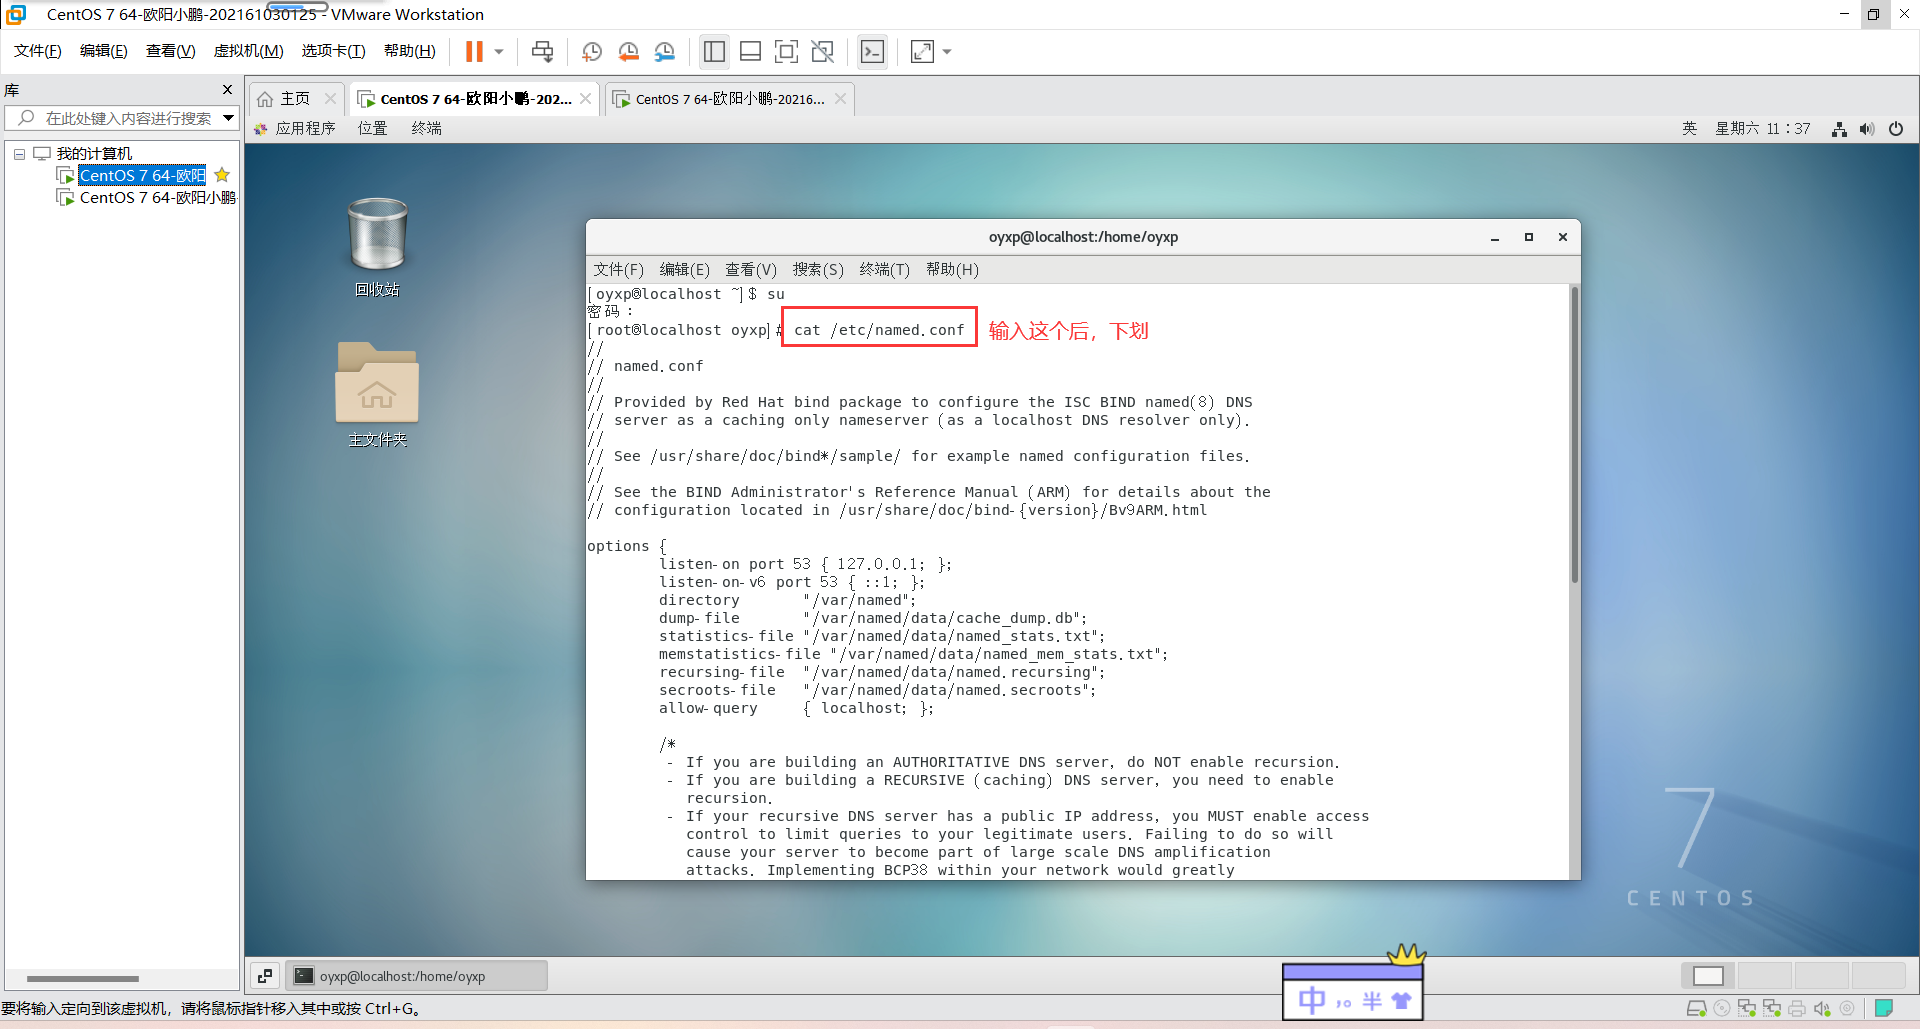 CentOS 7 64-欧阳小鹏-202161030125 - VMware Workstation
文件(F) 编辑(E) 查看(V) 虚拟机(M) 选项卡(T) 帮助(H)
库
在此处键入内容进行搜索
我的计算机
CentOS 7 64-欧阳
CentOS 7 64-欧阳小鹏-
主页
CentOS 7 64-欧阳小鹏-202...
CentOS 7 64-欧阳小鹏-20216...
应用程序 位置 终端
英 星期六 11：37
回收站
主文件夹
oyxp@localhost:/home/oyxp
文件(F) 编辑(E) 查看(V) 搜索(S) 终端(T) 帮助(H)
[oyxp@localhost ~]$ su
密码：
[root@localhost oyxp]# cat /etc/named.conf
输入这个后，下划
//
// named.conf
//
// Provided by Red Hat bind package to configure the ISC BIND named(8) DNS
// server as a caching only nameserver (as a localhost DNS resolver only).
//
// See /usr/share/doc/bind*/sample/ for example named configuration files.
//
// See the BIND Administrator's Reference Manual (ARM) for details about the
// configuration located in /usr/share/doc/bind-{version}/Bv9ARM.html
options {
listen-on port 53 { 127.0.0.1; };
listen-on-v6 port 53 { ::1; };
directory "/var/named";
dump-file "/var/named/data/cache_dump.db";
statistics-file "/var/named/data/named_stats.txt";
memstatistics-file "/var/named/data/named_mem_stats.txt";
recursing-file "/var/named/data/named.recursing";
secroots-file "/var/named/data/named.secroots";
allow-query { localhost; };
/*
- If you are building an AUTHORITATIVE DNS server, do NOT enable recursion.
- If you are building a RECURSIVE (caching) DNS server, you need to enable
recursion.
- If your recursive DNS server has a public IP address, you MUST enable access
control to limit queries to your legitimate users. Failing to do so will
cause your server to become part of large scale DNS amplification
attacks. Implementing BCP38 within your network would greatly
7
CENTOS
oyxp@localhost:/home/oyxp
中 ，。 半
要将输入定向到该虚拟机，请将鼠标指针移入其中或按 Ctrl+G。